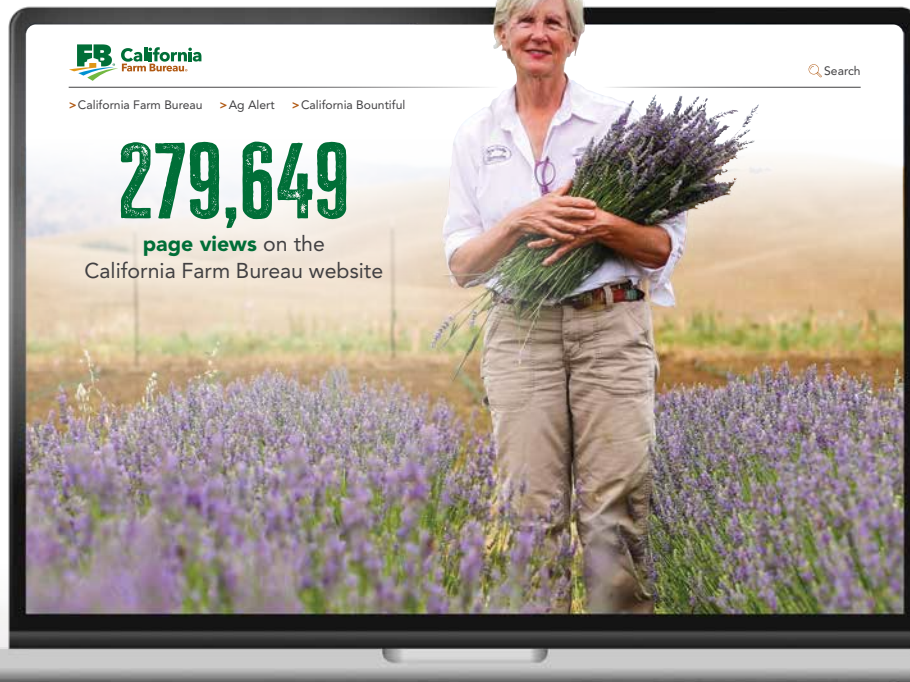 FB California
Farm Bureau®
Search
>California Farm Bureau >Ag Alert >California Bountiful
279,649
page views on the
California Farm Bureau website